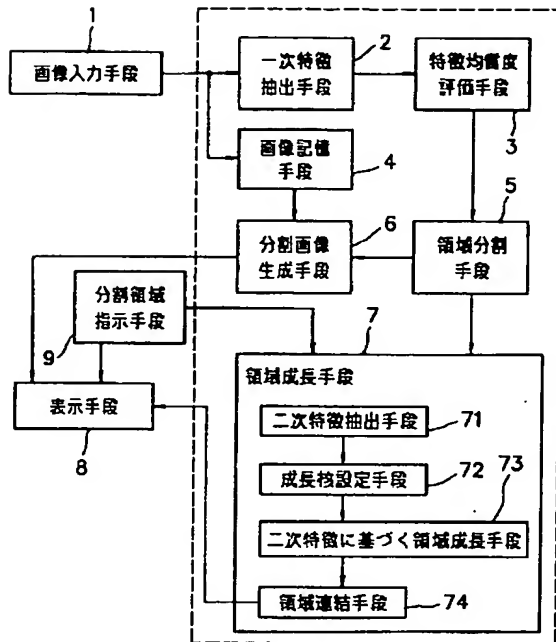 1
画像入力手段
一次特徴
抽出手段
2
特徴均質度
評価手段
3
画像記憶
手段
4
5
6
分割画像
生成手段
領域分割
手段
分割領域
指示手段
9
7
表示手段
8
領域成長手段
二次特徴抽出手段
71
成長核設定手段
72
73
二次特徴に基づく領域成長手段
領域連結手段
74